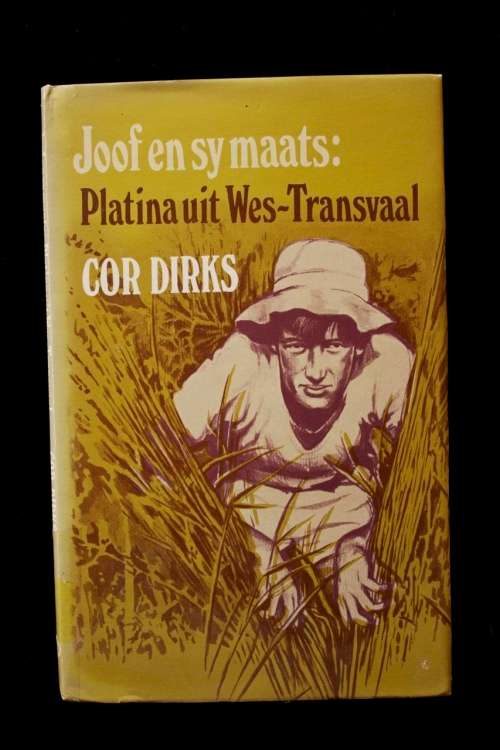 Joof en sy maats:
Platina uit Wes-Transvaal
COR DIRKS